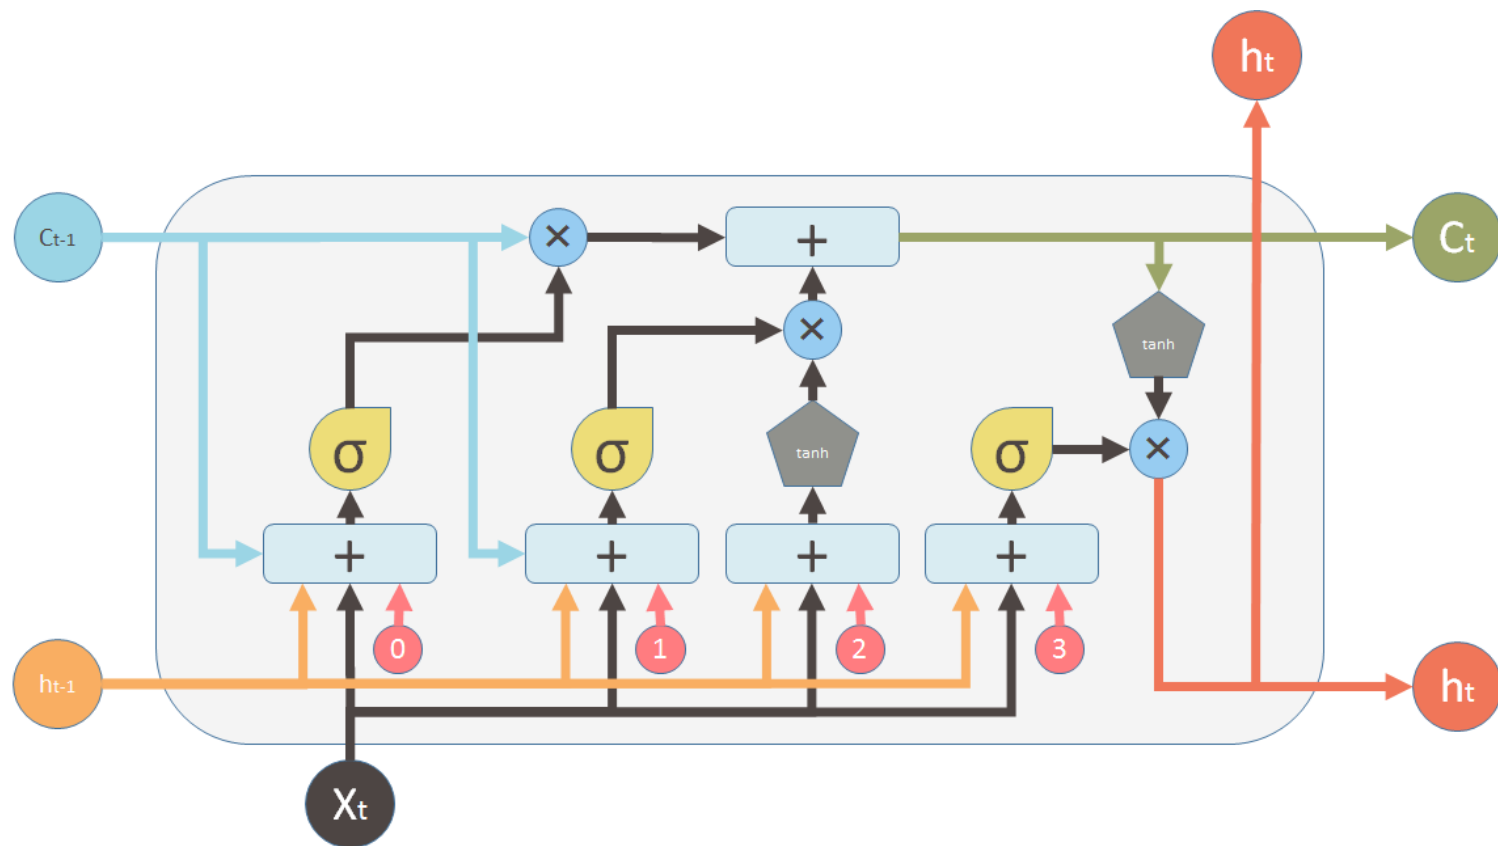 ht
Ct-1
×
+
Ct
×
tanh
σ
σ
tanh
σ
×
+
+
+
+
0
1
2
3
ht-1
ht
Xt